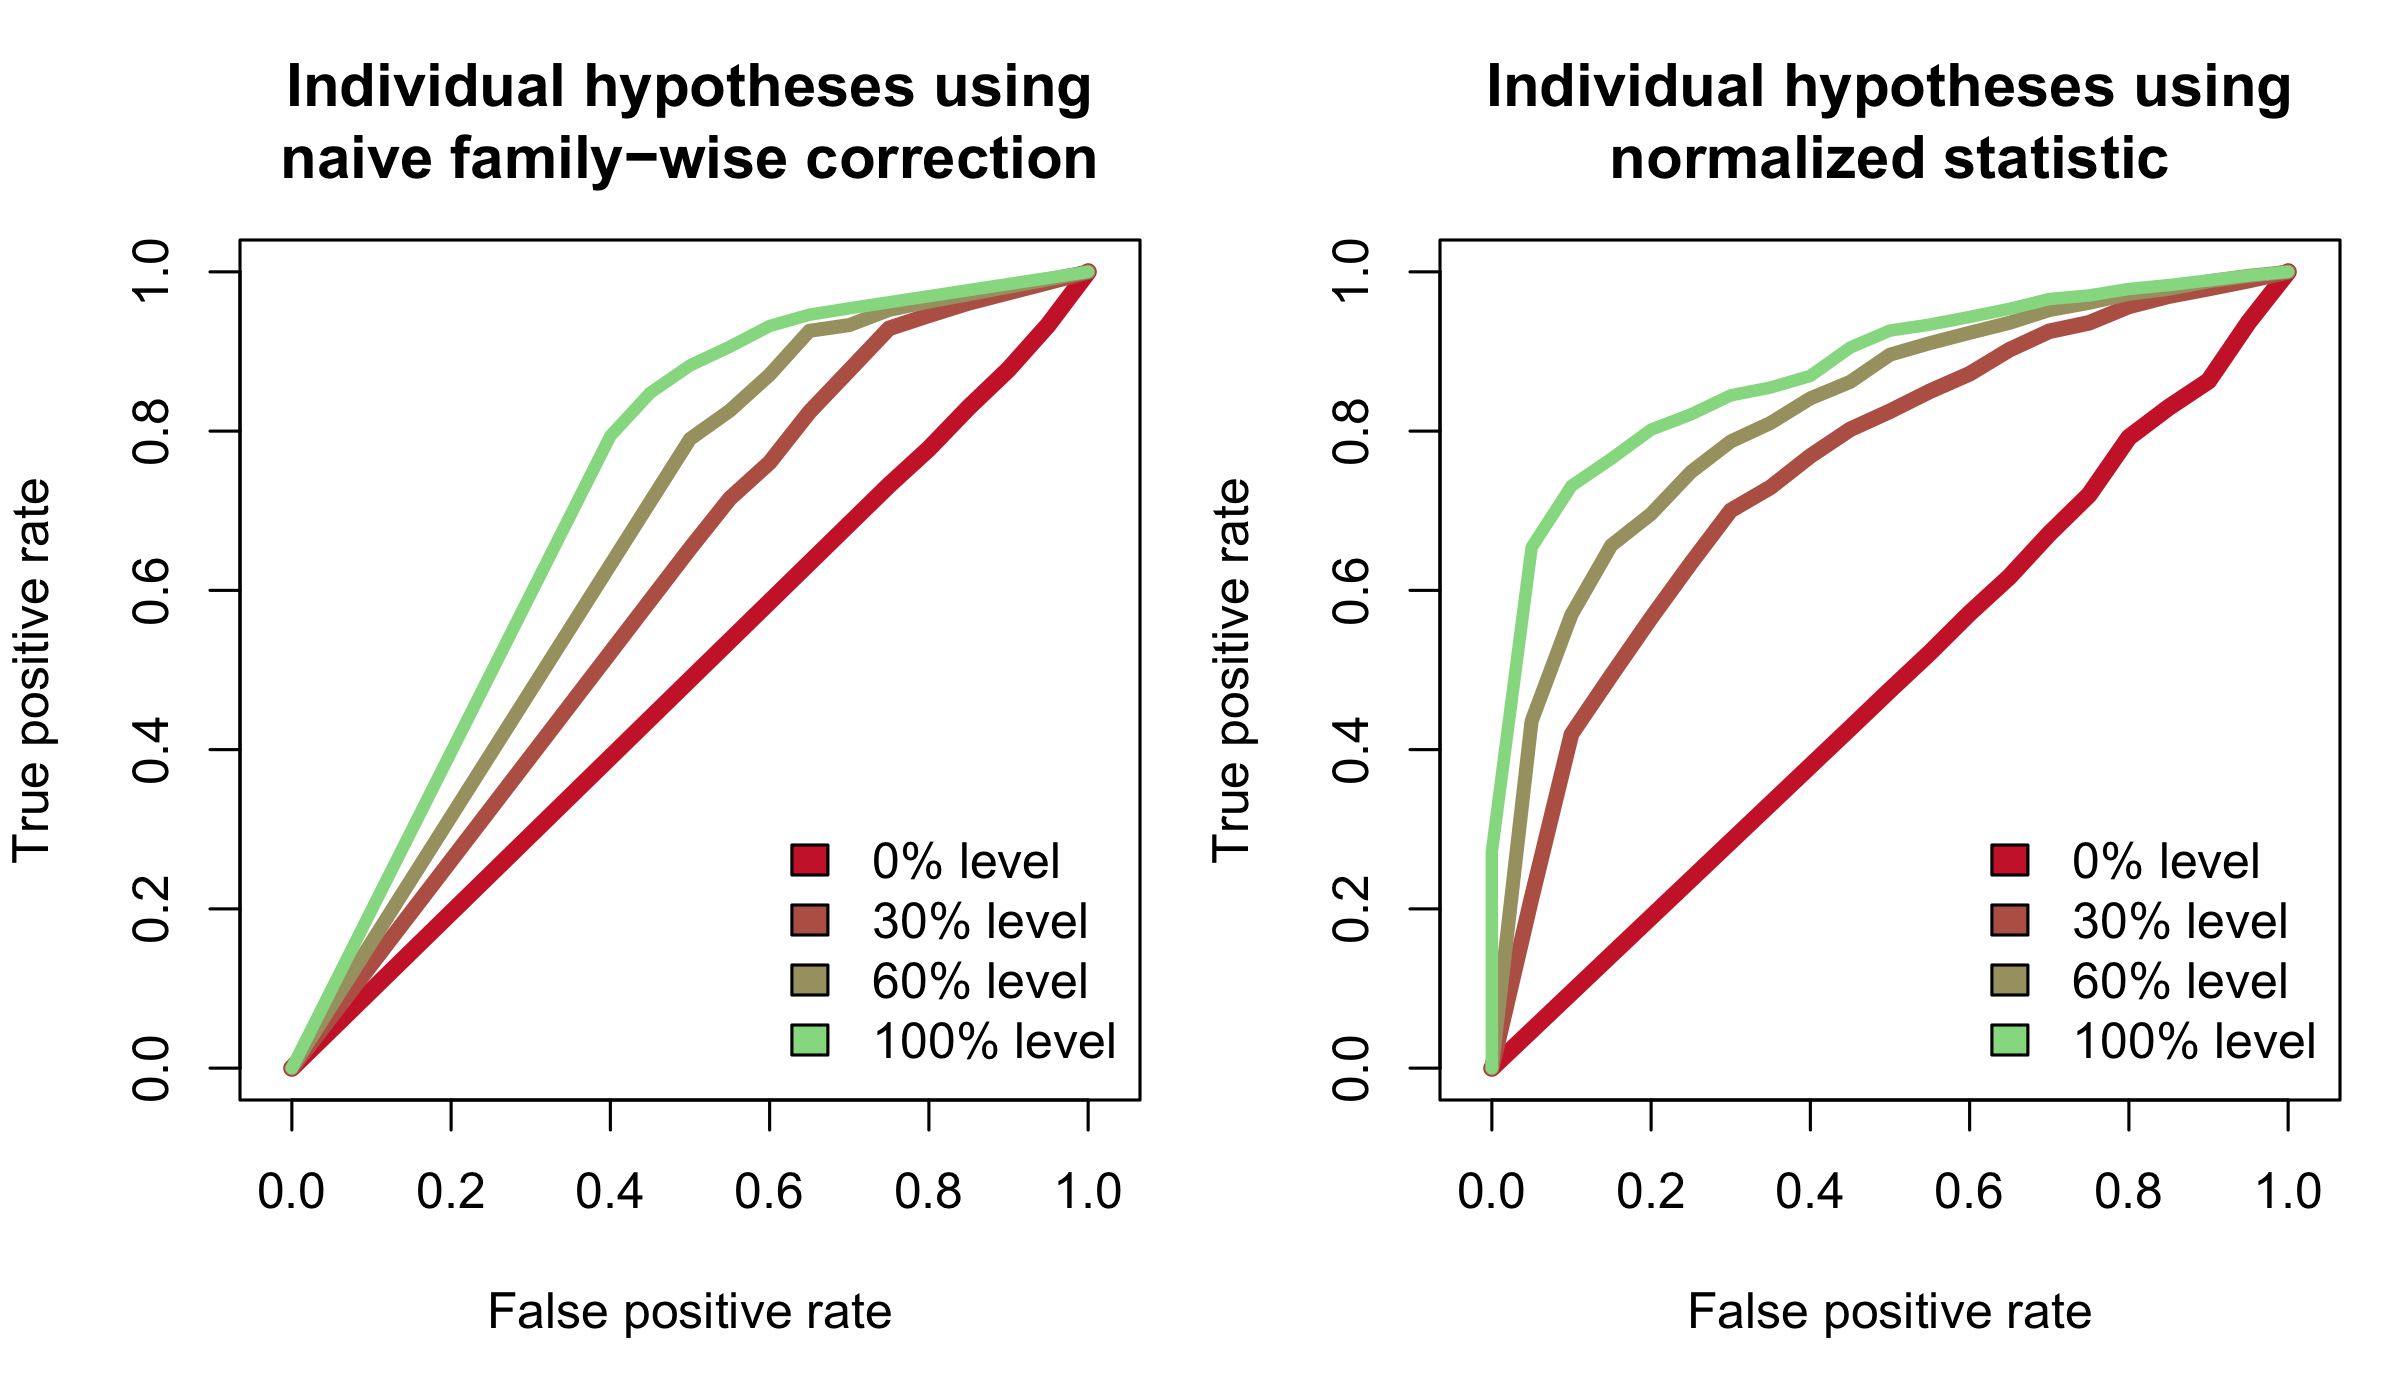 Individual hypotheses using
naive family−wise correction
True positive rate
1.0
0.8
0.6
0.4
0.2
0.0
0% level
30% level
60% level
100% level
0.0 0.2 0.4 0.6 0.8 1.0
False positive rate
Individual hypotheses using
normalized statistic
True positive rate
1.0
0.8
0.6
0.4
0.2
0.0
0% level
30% level
60% level
100% level
0.0 0.2 0.4 0.6 0.8 1.0
False positive rate